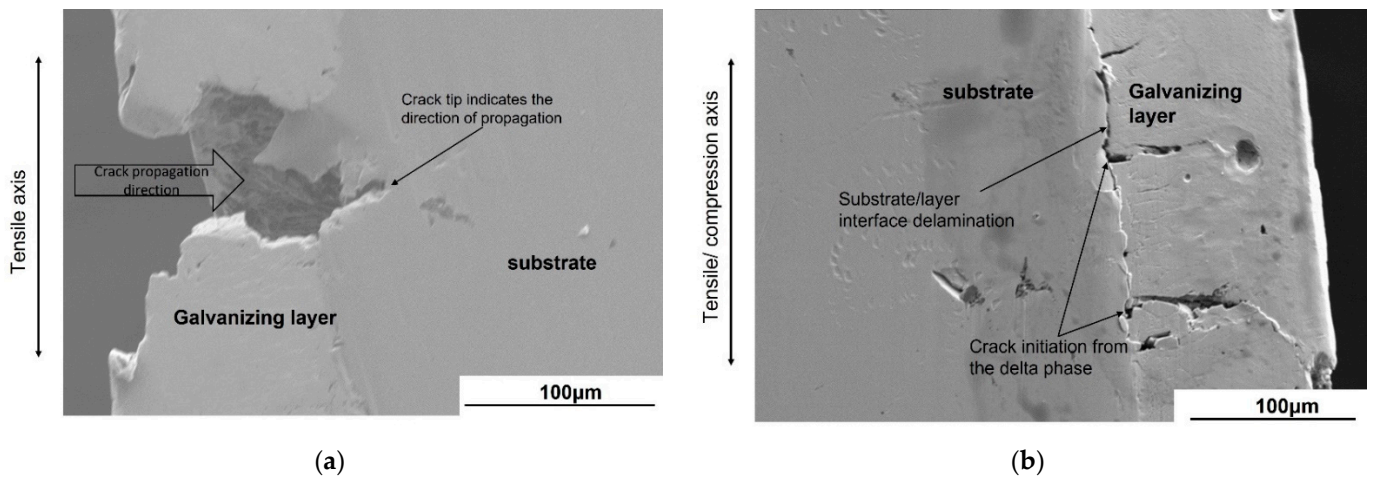 Tensile axis
Crack propagation
direction
Crack tip indicates the
direction of propagation
substrate
Galvanizing layer
100µm
(a)
Tensile/ compression axis
substrate
Galvanizing
layer
Substrate/layer
interface delamination
Crack initiation from
the delta phase
100µm
(b)